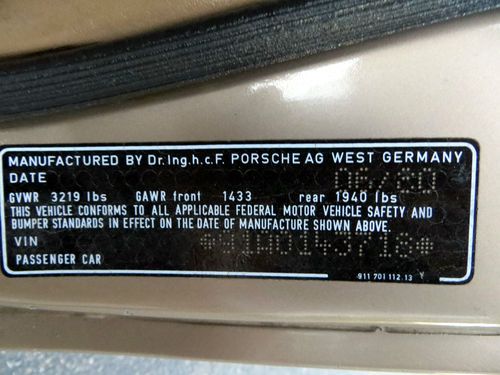 MANUFACTURED BY Dr.Ing.h.c.F. PORSCHE AG WEST GERMANY
DATE 06/80
GVWR 3219 lbs GAWR front 1433 rear 1940 lbs
THIS VEHICLE CONFORMS TO ALL APPLICABLE FEDERAL MOTOR VEHICLE SAFETY AND
BUMPER STANDARDS IN EFFECT ON THE DATE OF MANUFACTURE SHOWN ABOVE.
VIN
PASSENGER CAR
911 701 112.13 Y